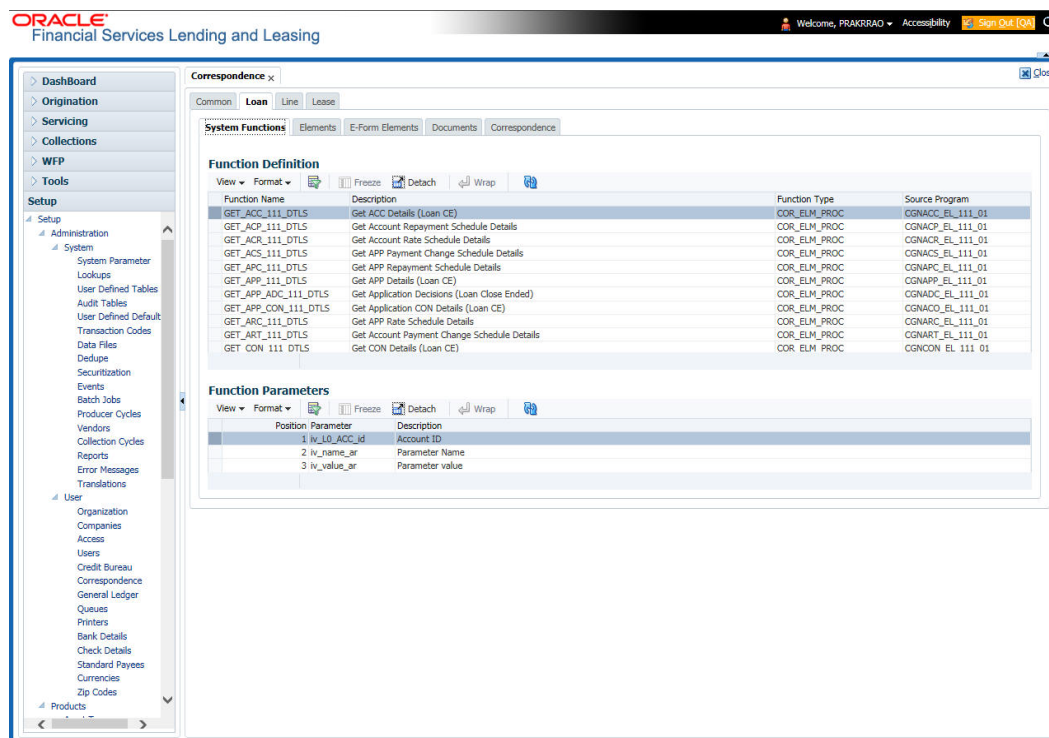 ORACLE®
Financial Services Lending and Leasing
Welcome, PRAKRRAO Accessibility Sign Out [QA]
Correspondence x
Common Loan Line Lease
System Functions Elements E-Form Elements Documents Correspondence
DashBoard
Origination
Servicing
Collections
WFP
Tools
Setup
Setup
Administration
System
System Parameter
Lookups
User Defined Tables
Audit Tables
User Defined Default
Transaction Codes
Data Files
Dedupe
Securitization
Events
Batch Jobs
Producer Cycles
Vendors
Collection Cycles
Reports
Error Messages
Translations
User
Organization
Companies
Access
Users
Credit Bureau
Correspondence
General Ledger
Queues
Printers
Bank Details
Check Details
Standard Payees
Currencies
Zip Codes
Products
Function Definition
View Format Freeze Detach Wrap
Function Name Description Function Type Source Program
GET_ACC_111_DTLS Get ACC Details (Loan CE) COR_ELM_PROC CGNACC_EL_111_01
GET_ACP_111_DTLS Get Account Repayment Schedule Details COR_ELM_PROC CGNACP_EL_111_01
GET_ACR_111_DTLS Get Account Rate Schedule Details COR_ELM_PROC CGNACR_EL_111_01
GET_ACS_111_DTLS Get APP Payment Change Schedule Details COR_ELM_PROC CGNACS_EL_111_01
GET_APC_111_DTLS Get APP Repayment Schedule Details COR_ELM_PROC CGNAPC_EL_111_01
GET_APP_111_DTLS Get APP Details (Loan CE) COR_ELM_PROC CGNAPP_EL_111_01
GET_APP_ADC_111_DTLS Get Application Decisions (Loan Close Ended) COR_ELM_PROC CGNADC_EL_111_01
GET_APP_CON_111_DTLS Get Application CON Details (Loan CE) COR_ELM_PROC CGNACO_EL_111_01
GET_ARC_111_DTLS Get APP Rate Schedule Details COR_ELM_PROC CGNARC_EL_111_01
GET_ART_111_DTLS Get Account Payment Change Schedule Details COR_ELM_PROC CGNART_EL_111_01
GET_CON_111_DTLS Get CON Details (Loan CE) COR_ELM_PROC CGNCON_EL_111_01
Function Parameters
View Format Freeze Detach Wrap
Position Parameter Description
1 iv_L0_ACC_id Account ID
2 iv_name_ar Parameter Name
3 iv_value_ar Parameter value